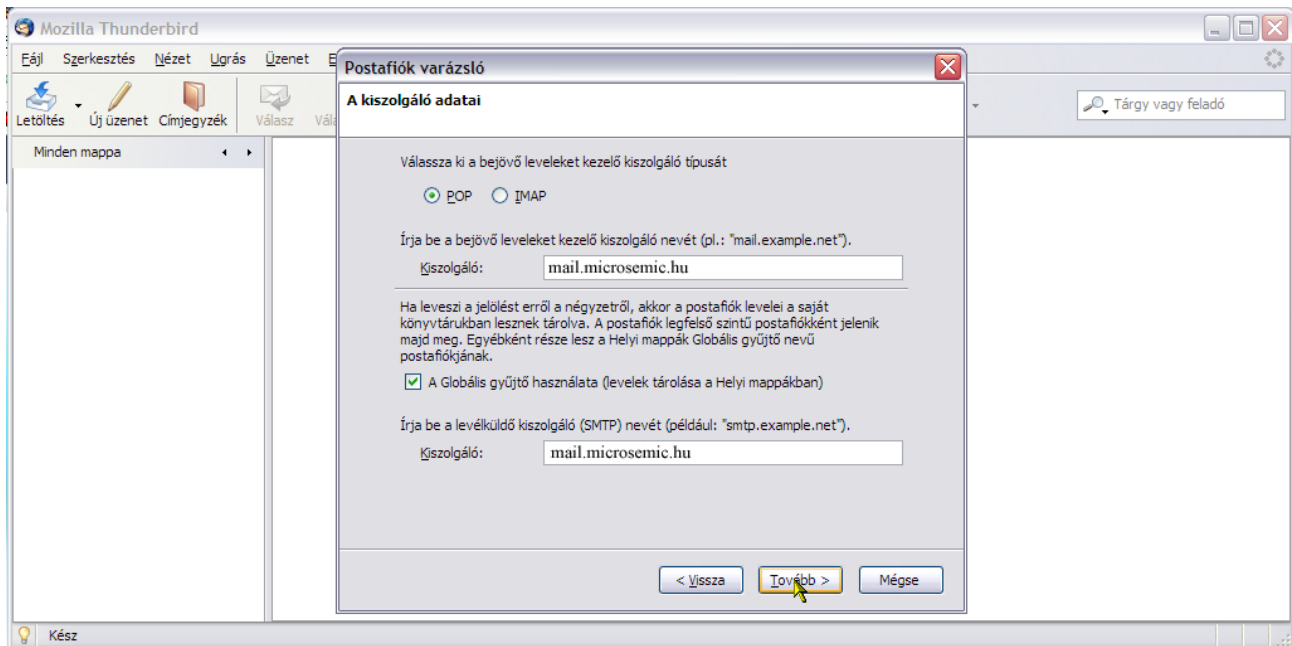 Mozilla Thunderbird
Fájl Szerkesztés Nézet Ugrás Üzenet E
Letöltés Új üzenet Címjegyzék Válasz Vála
Tárgy vagy feladó
Minden mappa
Postafiók varázsló
A kiszolgáló adatai
Válassza ki a bejövő leveleket kezelő kiszolgáló típusát
POP IMAP
Írja be a bejövő leveleket kezelő kiszolgáló nevét (pl.: "mail.example.net").
Kiszolgáló: mail.microsemic.hu
Ha leveszi a jelölést erről a négyzetről, akkor a postafiók levelei a saját
könyvtárukban lesznek tárolva. A postafiók legfelső szintű postafiókként jelenik
majd meg. Egyébként része lesz a Helyi mappák Globális gyűjtő nevű
postafiókjának.
A Globális gyűjtő használata (levelek tárolása a Helyi mappákban)
Írja be a levélküldő kiszolgáló (SMTP) nevét (például: "smtp.example.net").
Kiszolgáló: mail.microsemic.hu
< Vissza Tovább > Mégse
Kész